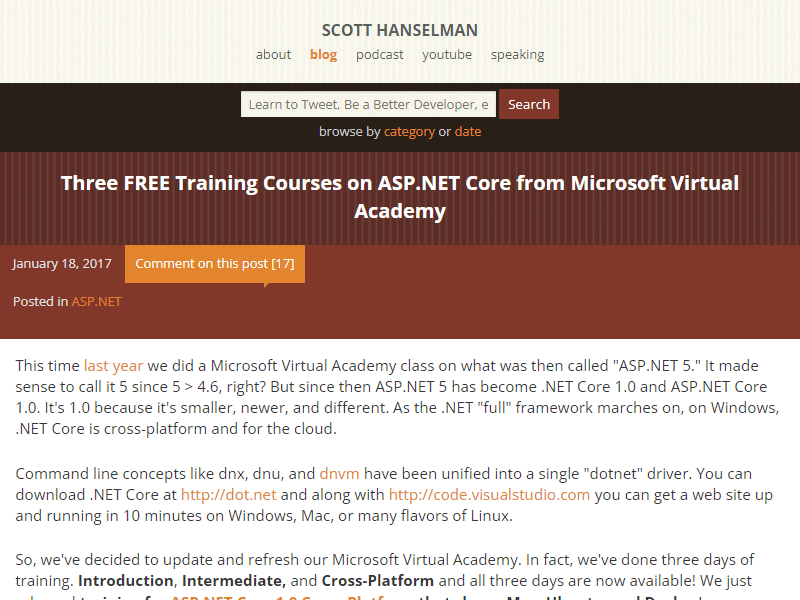 SCOTT HANSELMAN
about blog podcast youtube speaking
Learn to Tweet, Be a Better Developer, e Search
browse by category or date
Three FREE Training Courses on ASP.NET Core from Microsoft Virtual
Academy
January 18, 2017 Comment on this post [17]
Posted in ASP.NET
This time last year we did a Microsoft Virtual Academy class on what was then called "ASP.NET 5." It made
sense to call it 5 since 5 > 4.6, right? But since then ASP.NET 5 has become .NET Core 1.0 and ASP.NET Core
1.0. It's 1.0 because it's smaller, newer, and different. As the .NET "full" framework marches on, on Windows,
.NET Core is cross-platform and for the cloud.
Command line concepts like dnx, dnu, and dnvm have been unified into a single "dotnet" driver. You can
download .NET Core at http://dot.net and along with http://code.visualstudio.com you can get a web site up
and running in 10 minutes on Windows, Mac, or many flavors of Linux.
So, we've decided to update and refresh our Microsoft Virtual Academy. In fact, we've done three days of
training. Introduction, Intermediate, and Cross-Platform and all three days are now available! We just